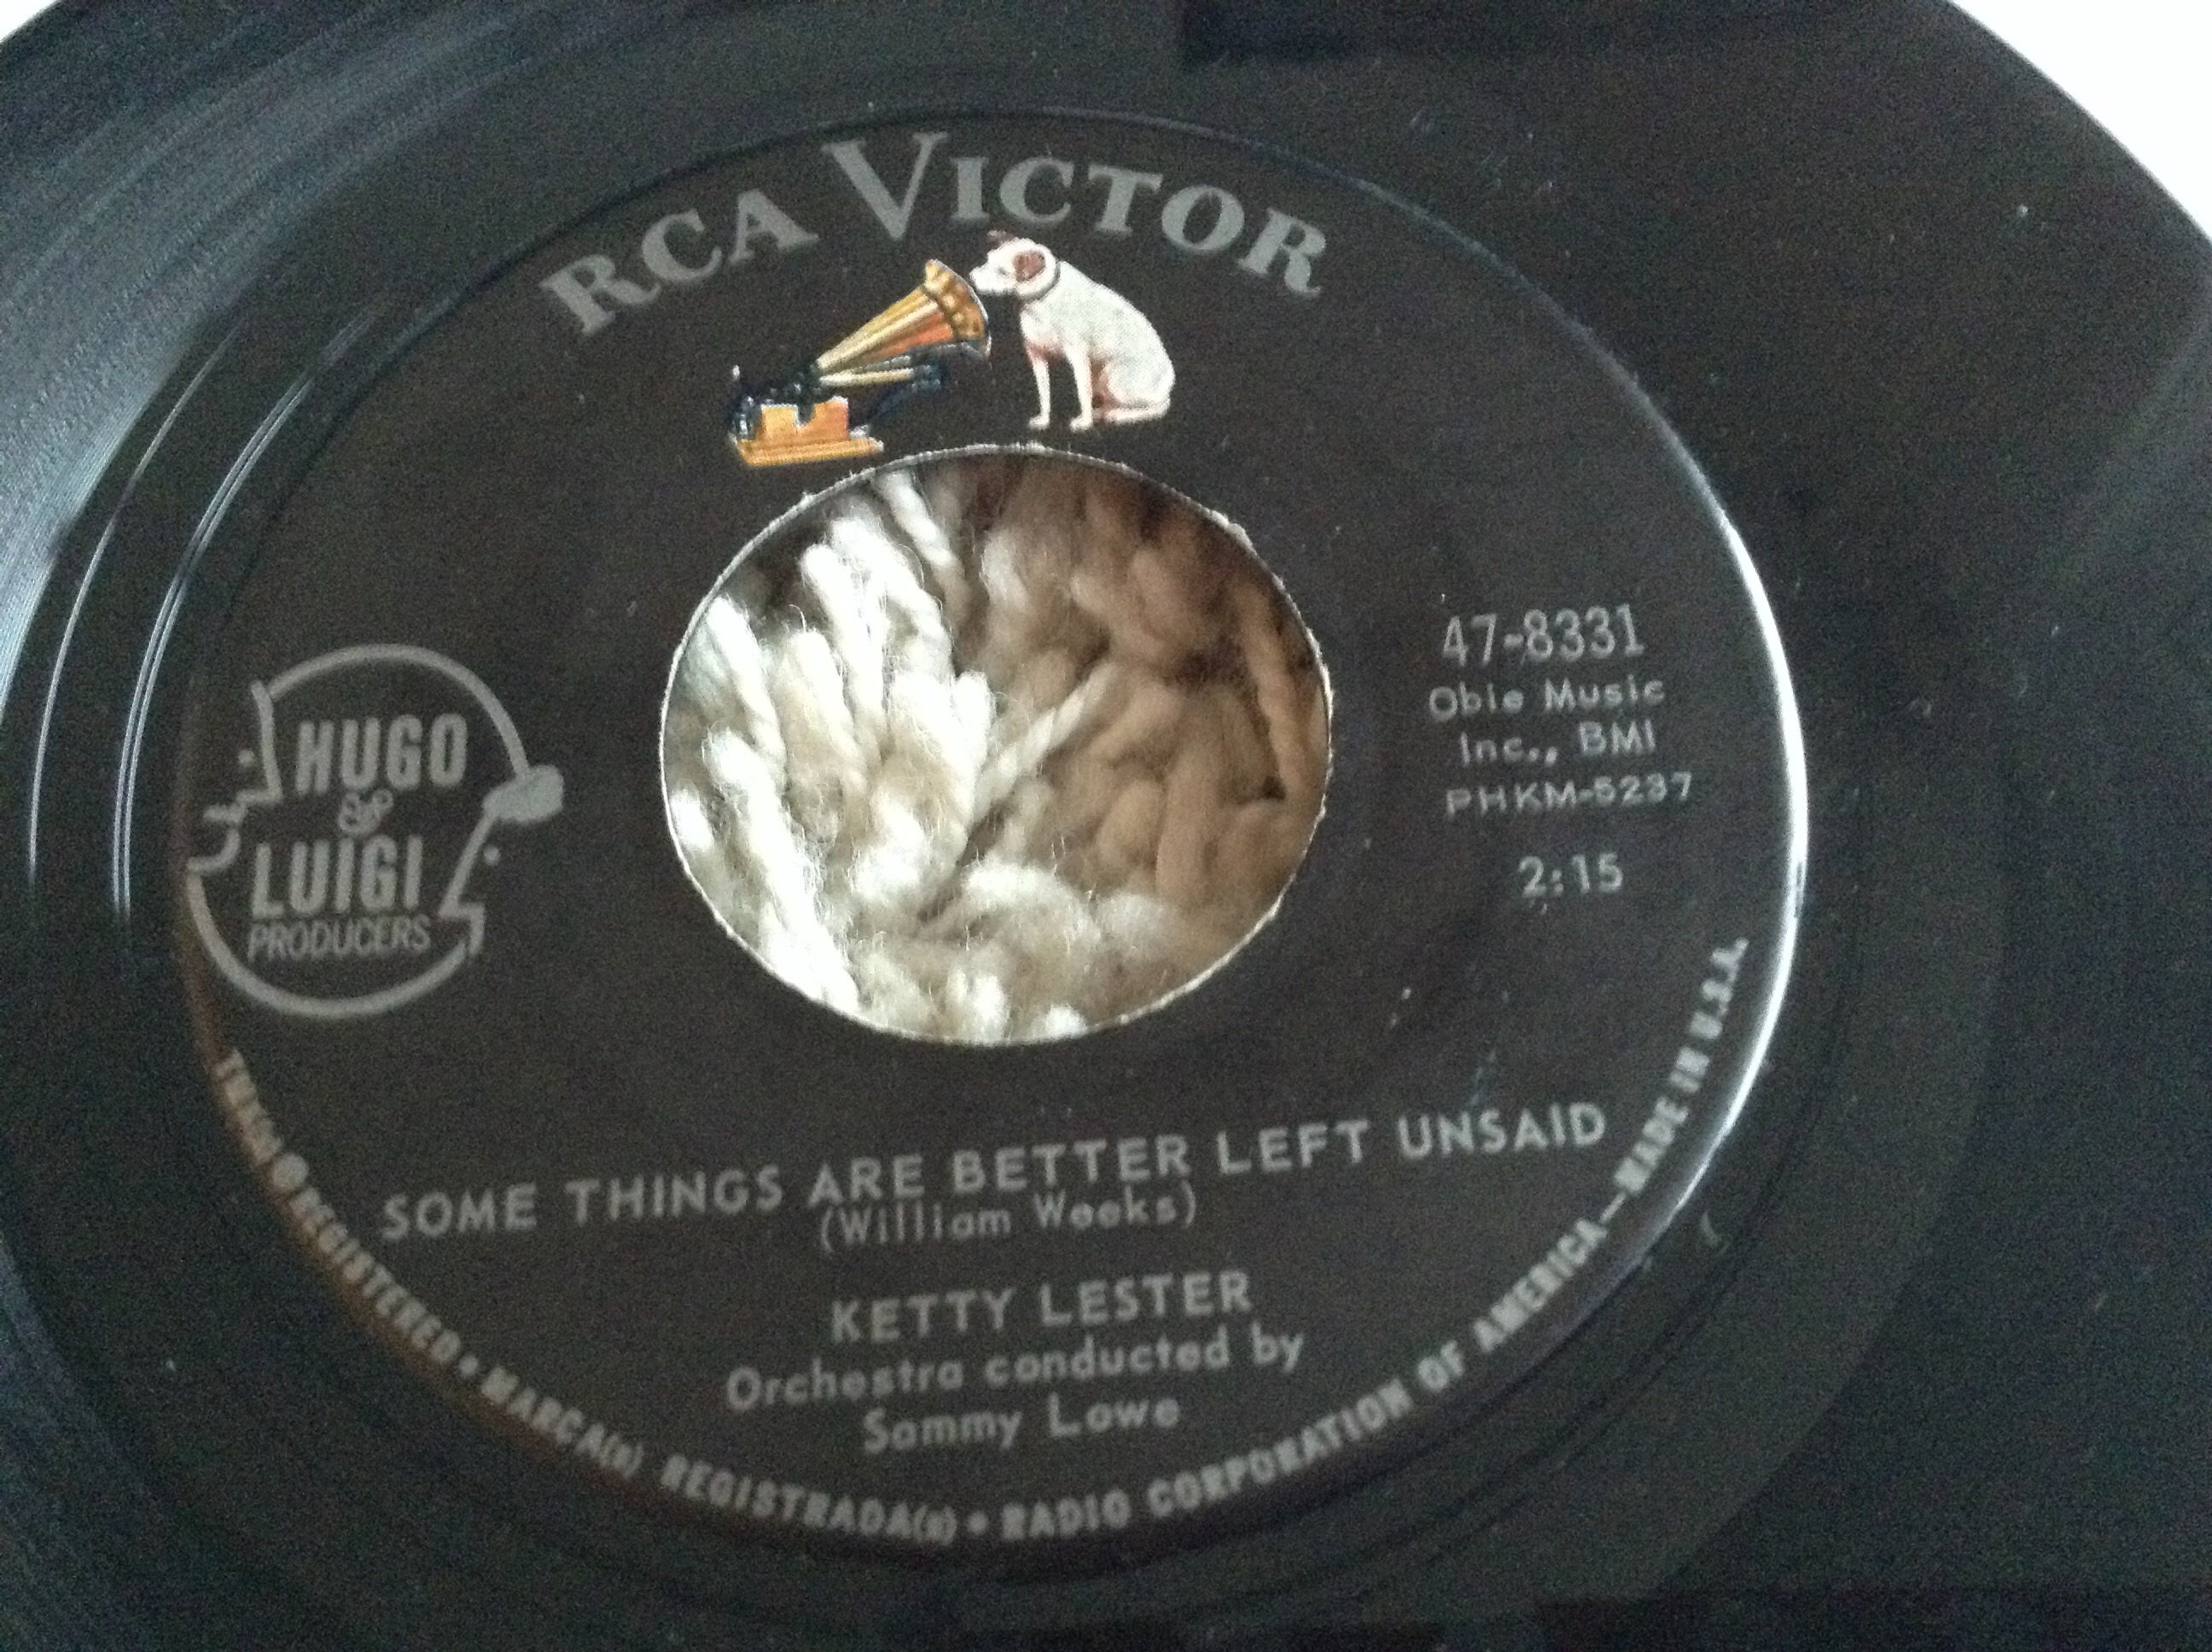 RCA VICTOR
HUGO
&
LUIGI
PRODUCERS
47-8331
Obie Music
Inc., BMI
PHKM-5237
2:15
SOME THINGS ARE BETTER LEFT UNSAID
(William Weeks)
KETTY LESTER
Orchestra conducted by
Sammy Lowe
TMK(s) ® REGISTERED • MARCA(s) REGISTRADA(s) • RADIO CORPORATION OF AMERICA—MADE IN U.S.A.